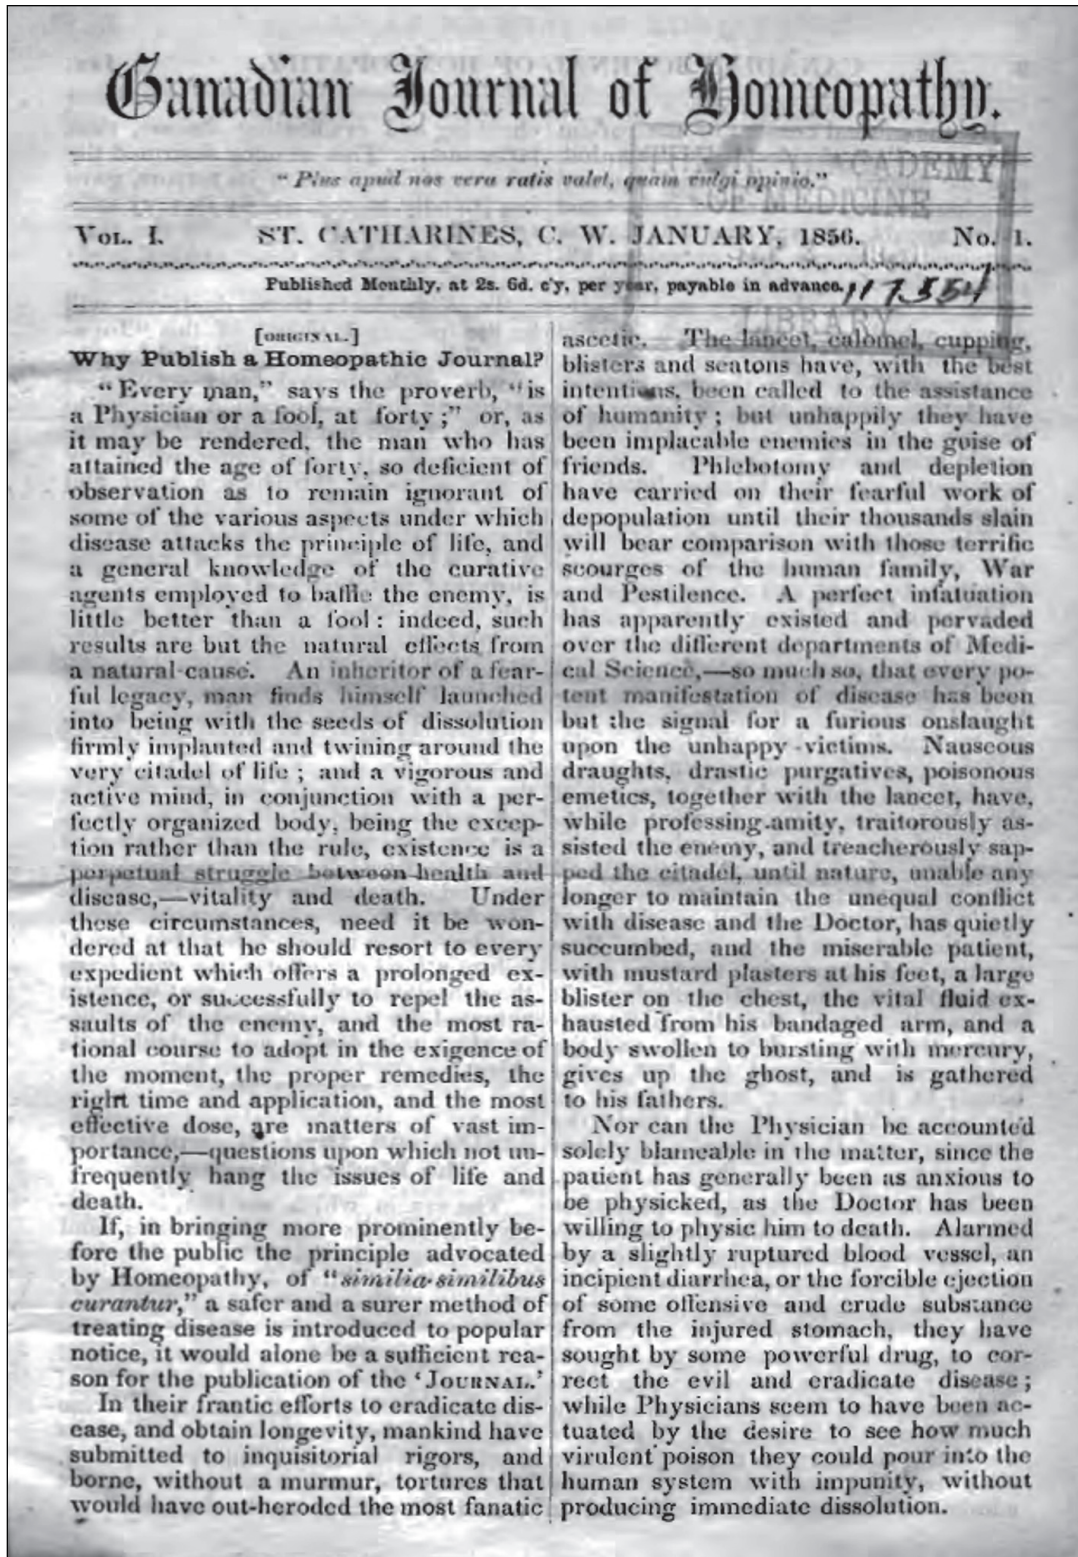 Canadian Journal of Homeopathy.
"Plus apud nos vera ratis valet, quam vulgi opinio."
VOL. I. ST. CATHARINES, C. W. JANUARY, 1856. No. 1.
Published Monthly, at 2s. 6d. c'y, per year, payable in advance.
117554
ACADEMY
OF MEDICINE
LIBRARY
[ORIGINAL.]
Why Publish a Homeopathic Journal?
"Every man," says the proverb, "is
a Physician or a fool, at forty;" or, as
it may be rendered, the man who has
attained the age of forty, so deficient of
observation as to remain ignorant of
some of the various aspects under which
disease attacks the principle of life, and
a general knowledge of the curative
agents employed to baffle the enemy, is
little better than a fool: indeed, such
results are but the natural effects from
a natural cause. An inheritor of a fear-
ful legacy, man finds himself launched
into being with the seeds of dissolution
firmly implanted and twining around the
very citadel of life; and a vigorous and
active mind, in conjunction with a per-
fectly organized body, being the excep-
tion rather than the rule, existence is a
perpetual struggle between health and
disease,—vitality and death. Under
these circumstances, need it be won-
dered at that he should resort to every
expedient which offers a prolonged ex-
istence, or successfully to repel the as-
saults of the enemy, and the most ra-
tional course to adopt in the exigence of
the moment, the proper remedies, the
right time and application, and the most
effective dose, are matters of vast im-
portance,—questions upon which not un-
frequently hang the issues of life and
death.
If, in bringing more prominently be-
fore the public the principle advocated
by Homeopathy, of "similia similibus
curantur," a safer and a surer method of
treating disease is introduced to popular
notice, it would alone be a sufficient rea-
son for the publication of the 'JOURNAL.'
In their frantic efforts to eradicate dis-
ease, and obtain longevity, mankind have
submitted to inquisitorial rigors, and
borne, without a murmur, tortures that
would have out-heroded the most fanatic
ascetic. The lancet, calomel, cupping,
blisters and seatons have, with the best
intentions, been called to the assistance
of humanity; but unhappily they have
been implacable enemies in the guise of
friends. Phlebotomy and depletion
have carried on their fearful work of
depopulation until their thousands slain
will bear comparison with those terrific
scourges of the human family, War
and Pestilence. A perfect infatuation
has apparently existed and pervaded
over the different departments of Medi-
cal Science,—so much so, that every po-
tent manifestation of disease has been
but the signal for a furious onslaught
upon the unhappy victims. Nauseous
draughts, drastic purgatives, poisonous
emetics, together with the lancet, have,
while professing amity, traitorously as-
sisted the enemy, and treacherously sap-
ped the citadel, until nature, unable any
longer to maintain the unequal conflict
with disease and the Doctor, has quietly
succumbed, and the miserable patient,
with mustard plasters at his feet, a large
blister on the chest, the vital fluid ex-
hausted from his bandaged arm, and a
body swollen to bursting with mercury,
gives up the ghost, and is gathered
to his fathers.
Nor can the Physician be accounted
solely blameable in the matter, since the
patient has generally been as anxious to
be physicked, as the Doctor has been
willing to physic him to death. Alarmed
by a slightly ruptured blood vessel, an
incipient diarrhea, or the forcible ejection
of some offensive and crude substance
from the injured stomach, they have
sought by some powerful drug, to cor-
rect the evil and eradicate disease;
while Physicians seem to have been ac-
tuated by the desire to see how much
virulent poison they could pour into the
human system with impunity, without
producing immediate dissolution.